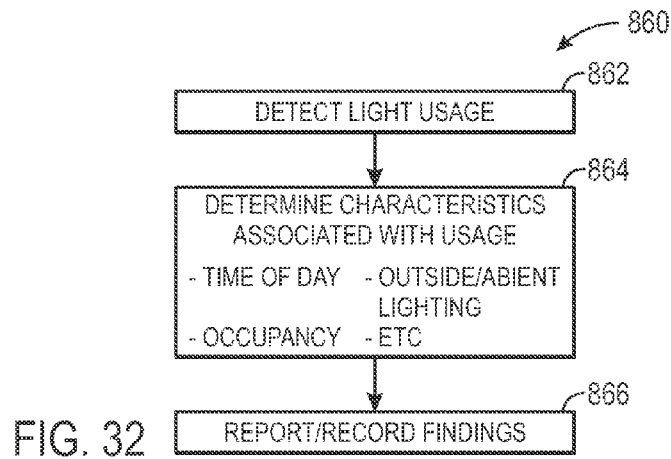 860
862
DETECT LIGHT USAGE
864
DETERMINE CHARACTERISTICS
ASSOCIATED WITH USAGE
- TIME OF DAY - OUTSIDE/ABIENT
LIGHTING
- OCCUPANCY - ETC
866
REPORT/RECORD FINDINGS
FIG. 32